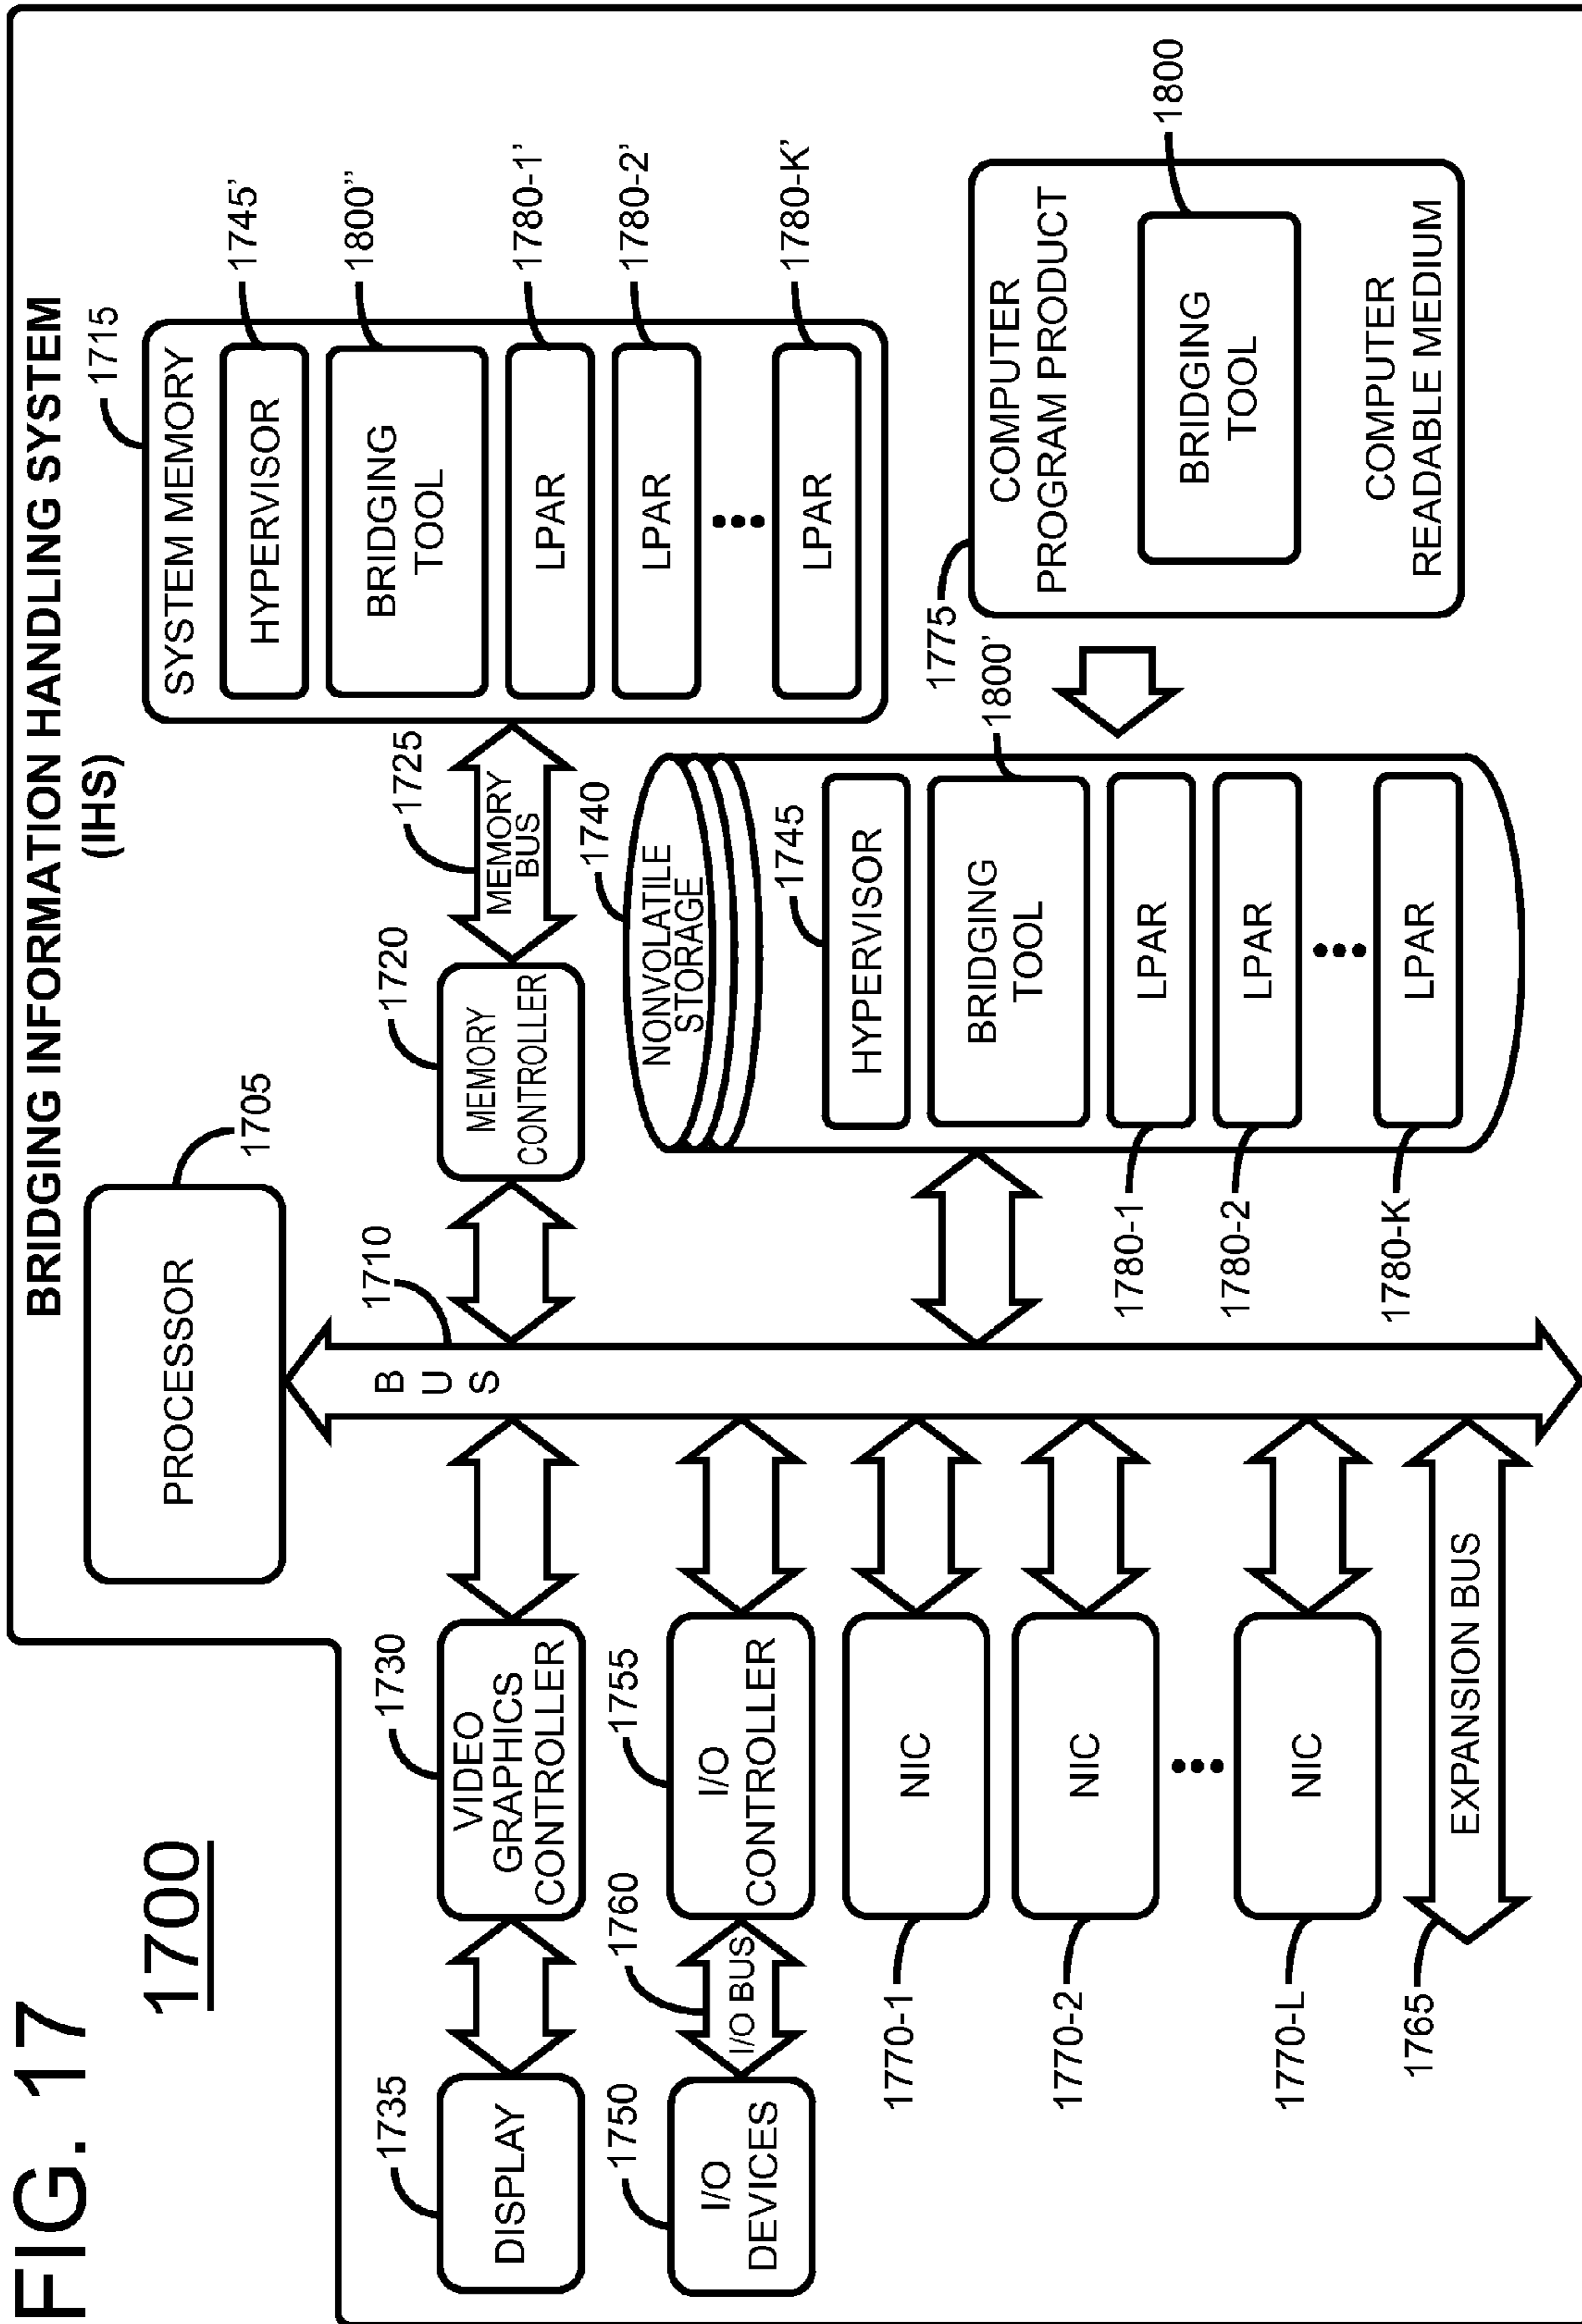 FIG. 17
1700
BRIDGING INFORMATION HANDLING SYSTEM
(IHS)
PROCESSOR
1705
1715
SYSTEM MEMORY
HYPERVISOR
1745'
BRIDGING
TOOL
1800"
LPAR
1780-1'
LPAR
1780-2'
LPAR
1780-K'
1710
BUS
1720
MEMORY
CONTROLLER
1725
MEMORY
BUS
1735
DISPLAY
1730
VIDEO
GRAPHICS
CONTROLLER
1750
I/O
DEVICES
1760
I/O BUS
1755
I/O
CONTROLLER
1770-1
NIC
1770-2
NIC
1770-L
NIC
1765
EXPANSION BUS
1740
NONVOLATILE
STORAGE
1745
HYPERVISOR
1800'
BRIDGING
TOOL
1780-1
LPAR
1780-2
LPAR
1780-K
LPAR
1775
COMPUTER
PROGRAM PRODUCT
BRIDGING
TOOL
1800
COMPUTER
READABLE MEDIUM